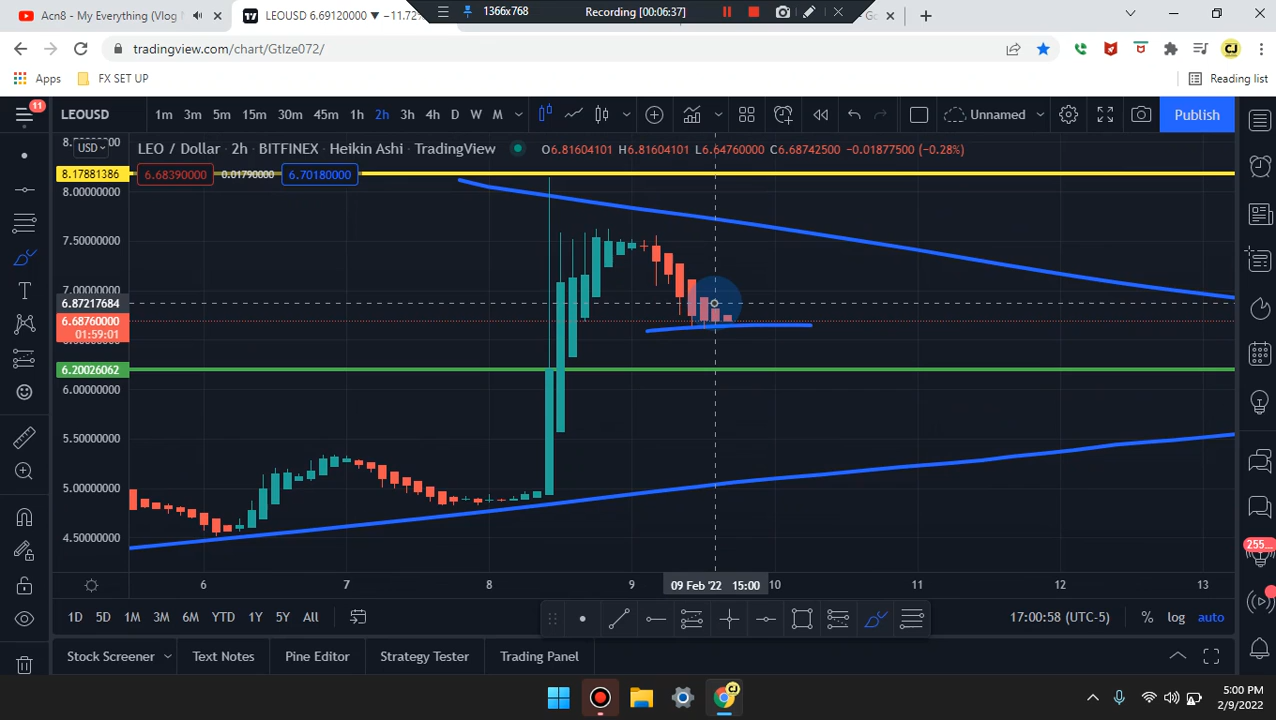 Acn8 - My Everything (Vlog N
LEOUSD 6.69120000 ▼ −11.72%
1366x768
Recording [00:06:37]
tradingview.com/chart/GtIze072/
CJ
Apps
FX SET UP
Reading list
11
LEOUSD
1m 3m 5m 15m 30m 45m 1h 2h 3h 4h D W M
Unnamed
Publish
USD
LEO / Dollar · 2h · BITFINEX · Heikin Ashi · TradingView
O6.81604101 H6.81604101 L6.64760000 C6.68742500 −0.01877500 (−0.28%)
8.17881386
6.68390000
0.01790000
6.70180000
8.00000000
7.50000000
7.00000000
6.87217684
6.68760000
01:59:01
6.20026062
6.00000000
5.50000000
5.00000000
4.50000000
6
7
8
9
09 Feb '22 15:00
10
11
12
13
1D 5D 1M 3M 6M YTD 1Y 5Y All
17:00:58 (UTC-5)
%
log
auto
255...
Stock Screener
Text Notes
Pine Editor
Strategy Tester
Trading Panel
CJ
5:00 PM
2/9/2022